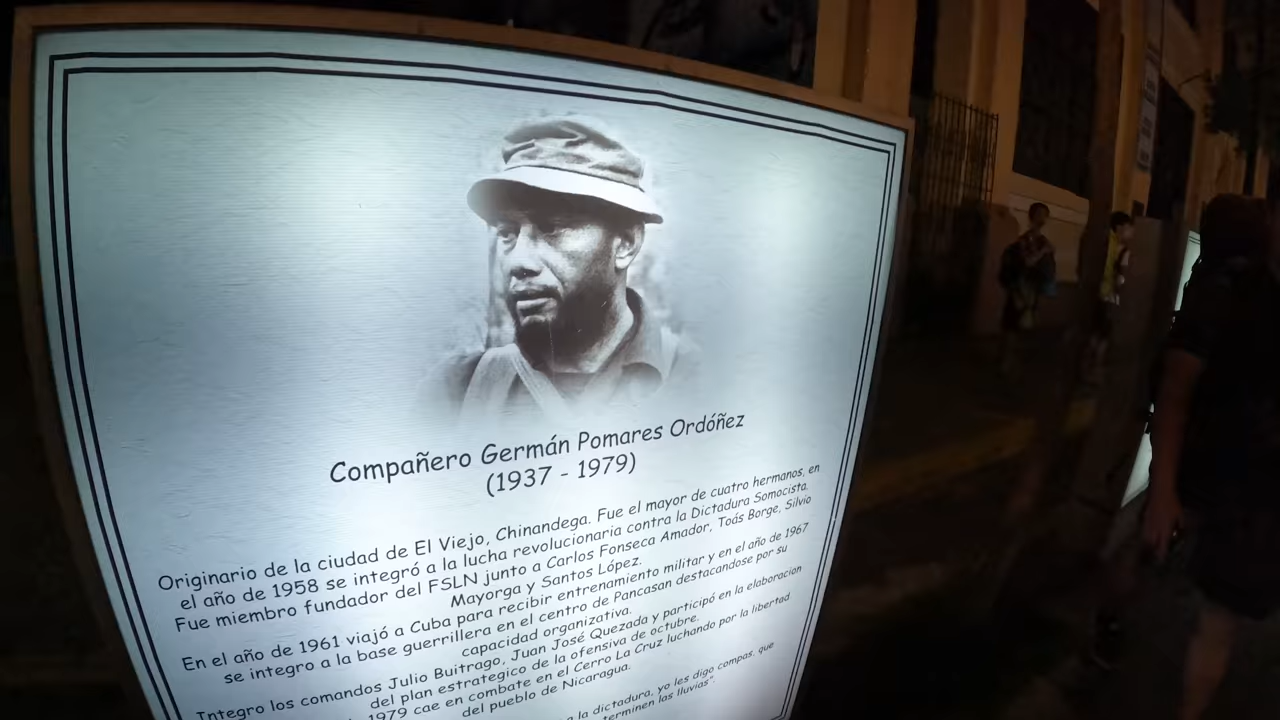 Compañero Germán Pomares Ordóñez
(1937 - 1979)
Originario de la ciudad de El Viejo, Chinandega. Fue el mayor de cuatro hermanos, en
el año de 1958 se integró a la lucha revolucionaria contra la Dictadura Somocista.
Fue miembro fundador del FSLN junto a Carlos Fonseca Amador, Toás Borge, Silvio
Mayorga y Santos López.
En el año de 1961 viajó a Cuba para recibir entrenamiento militar y en el año de 1967
se integro a la base guerrillera en el centro de Pancasan destacandose por su
capacidad organizativa.
Integro los comandos Julio Buitrago, Juan José Quezada y participó en la elaboracion
del plan estrategico de la ofensiva de octubre.
1979 cae en combate en el Cerro La Cruz luchando por la libertad
del pueblo de Nicaragua.
a la dictadura, yo les digo compas, que
terminen las lluvias".